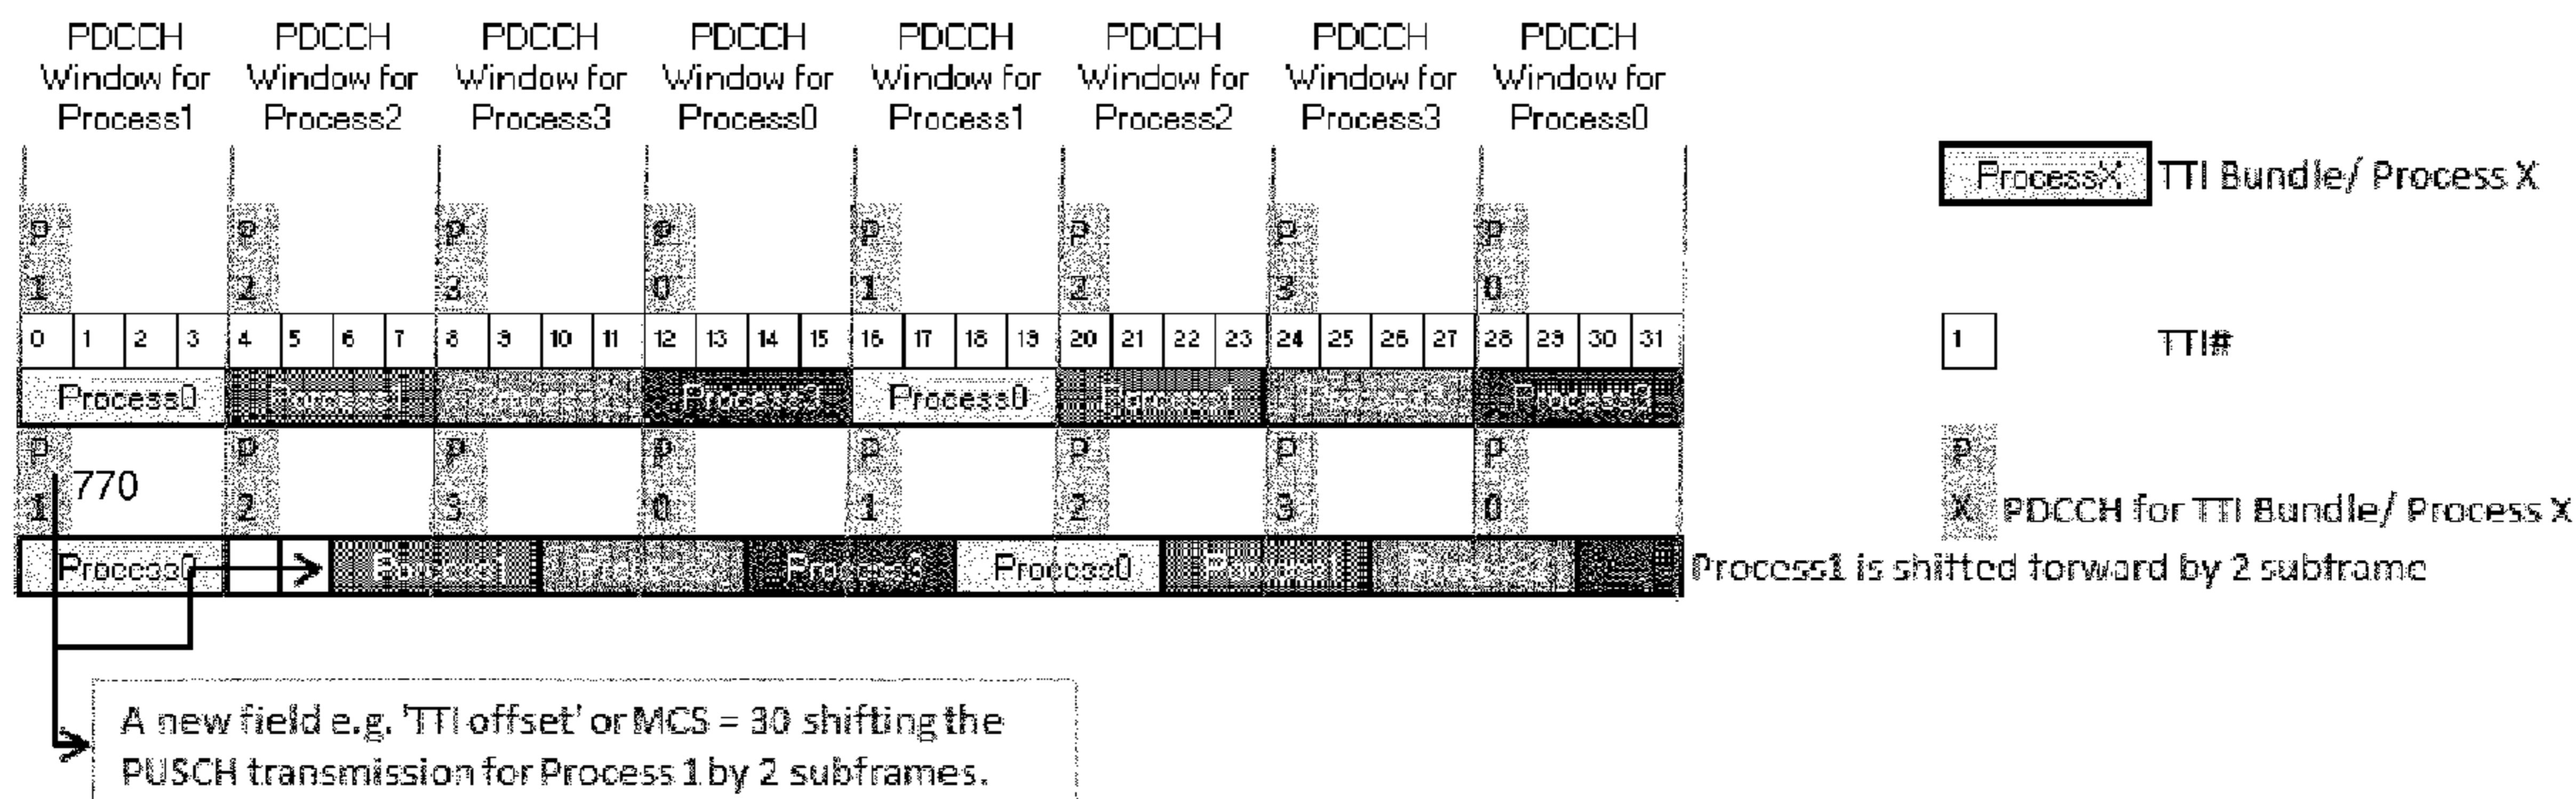 PDCCH Window for Process1
PDCCH Window for Process2
PDCCH Window for Process3
PDCCH Window for Process0
PDCCH Window for Process1
PDCCH Window for Process2
PDCCH Window for Process3
PDCCH Window for Process0
P 1
P 2
P 3
P 0
P 1
P 2
P 3
P 0
0 1 2 3 4 5 6 7 8 9 10 11 12 13 14 15 16 17 18 19 20 21 22 23 24 25 26 27 28 29 30 31
Process0 Process1 Process3 Process0 Process1
P 1
770
P 2
P 3
P 0
P 1
P 2
P 3
P 0
Process0 Process1 Process3 Process0 Process1
Process1 is shifted forward by 2 subframe
A new field e.g. 'TTI offset' or MCS = 30 shifting the
PUSCH transmission for Process 1 by 2 subframes.
ProcessX
TTI Bundle/ Process X
1
TTI#
P X
PDCCH for TTI Bundle/ Process X